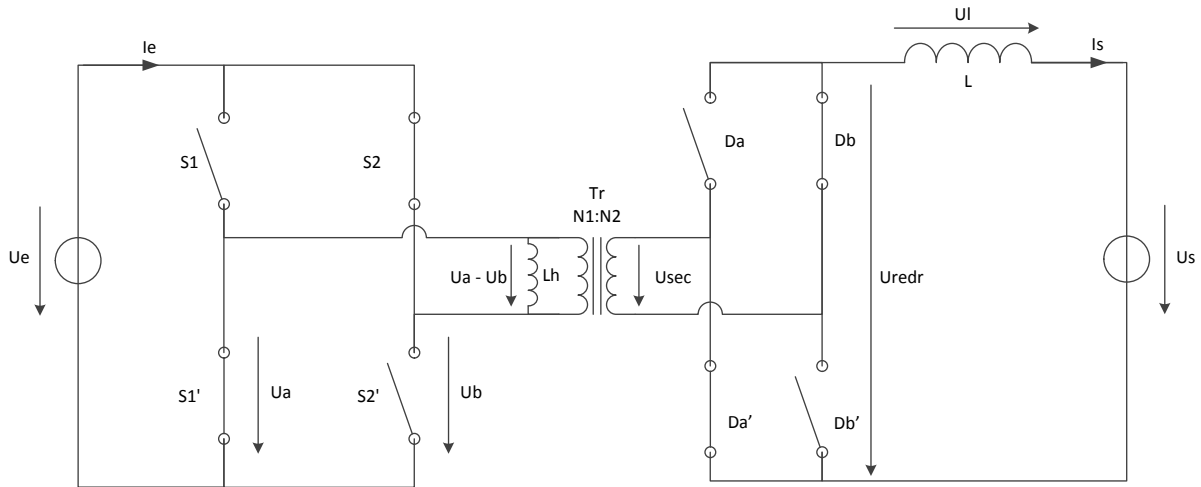 Ul
Ie
Is
L
S1
S2
Da
Db
Tr
N1:N2
Ue
Ua - Ub
Lh
Usec
Uredr
Us
S1'
Ua
S2'
Ub
Da’
Db’